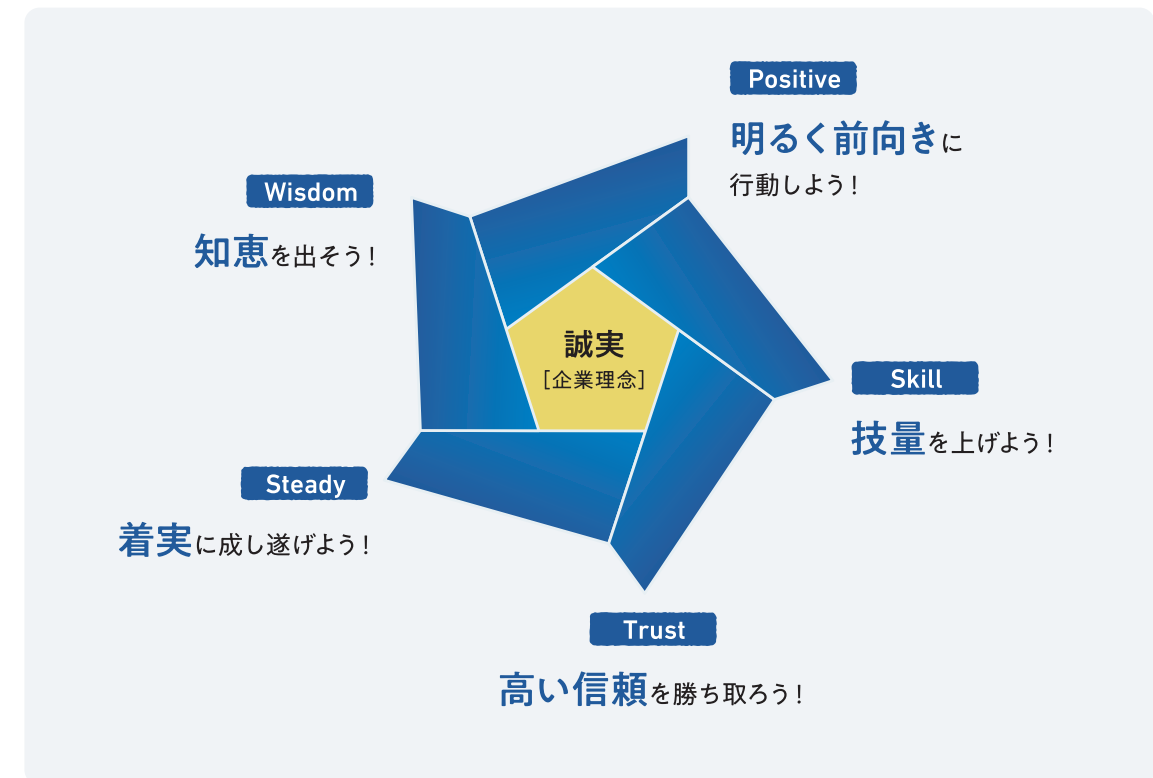 Positive
明るく前向きに
行動しよう！
Wisdom
知恵を出そう！
誠実
［企業理念］
Skill
技量を上げよう！
Steady
着実に成し遂げよう！
Trust
高い信頼を勝ち取ろう！